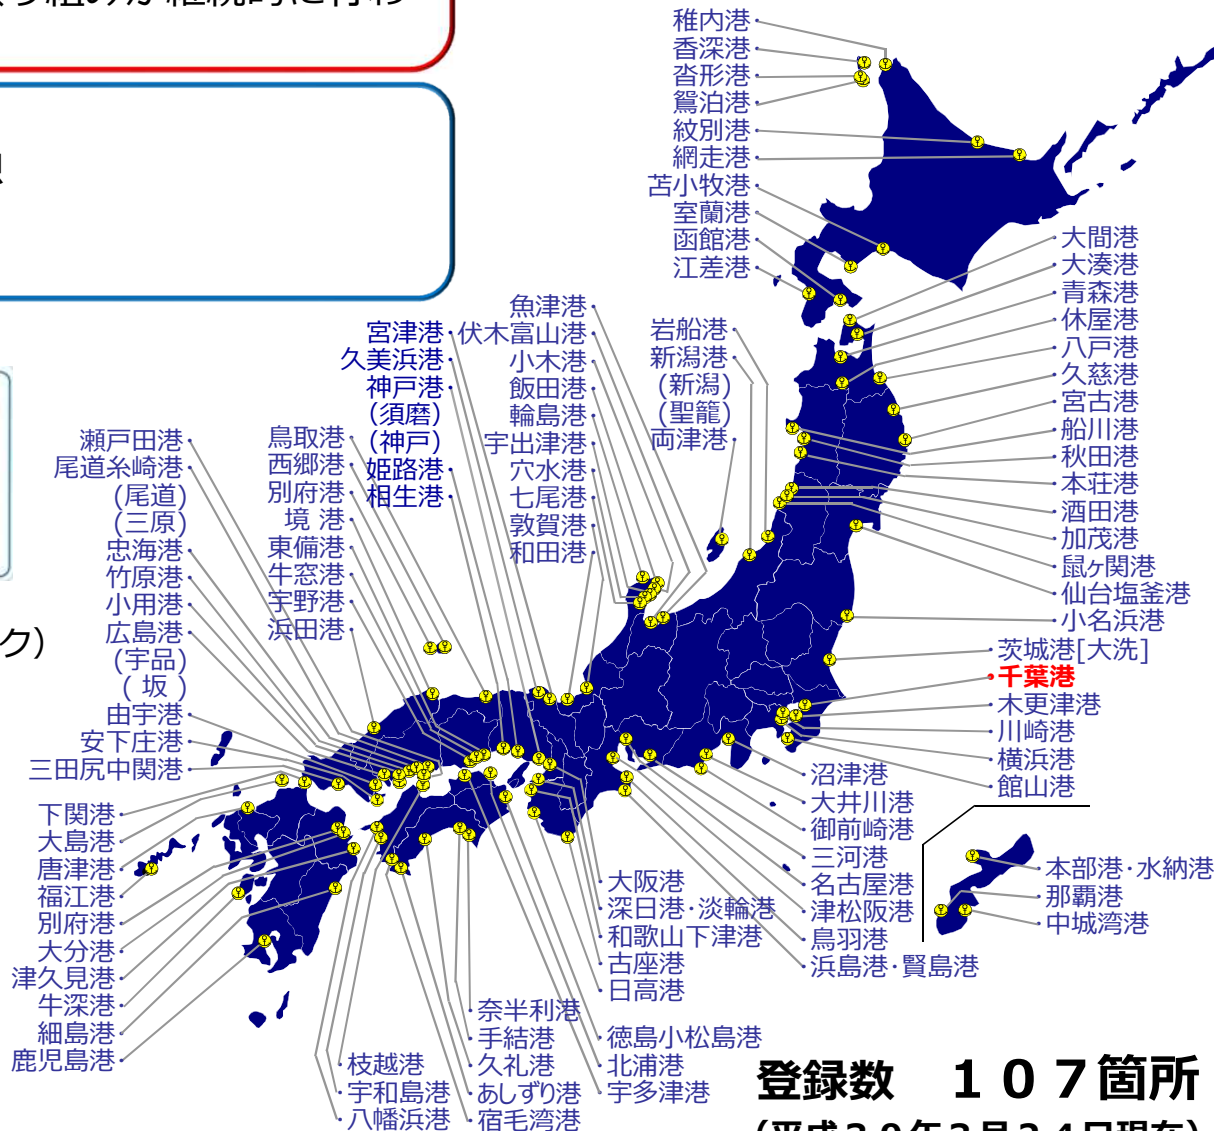 稚内港
香深港
沓形港
鴛泊港
紋別港
網走港
苫小牧港
室蘭港
函館港
江差港
大間港
大湊港
青森港
休屋港
八戸港
久慈港
宮古港
船川港
秋田港
本荘港
酒田港
加茂港
鼠ヶ関港
仙台塩釜港
小名浜港
茨城港[大洗]
千葉港
木更津港
川崎港
横浜港
館山港
岩船港
新潟港
(新潟)
(聖籠)
両津港
魚津港
伏木富山港
小木港
飯田港
輪島港
宇出津港
穴水港
七尾港
敦賀港
和田港
宮津港
久美浜港
神戸港
(須磨)
(神戸)
姫路港
相生港
鳥取港
西郷港
別府港
境 港
東備港
牛窓港
宇野港
浜田港
瀬戸田港
尾道糸崎港
(尾道)
(三原)
忠海港
竹原港
小用港
広島港
(宇品)
( 坂 )
由宇港
安下庄港
三田尻中関港
下関港
大島港
唐津港
福江港
別府港
大分港
津久見港
牛深港
細島港
鹿児島港
枝越港
宇和島港
八幡浜港
奈半利港
手結港
久礼港
あしずり港
宿毛湾港
徳島小松島港
北浦港
宇多津港
大阪港
深日港・淡輪港
和歌山下津港
古座港
日高港
沼津港
大井川港
御前崎港
三河港
名古屋港
津松阪港
鳥羽港
浜島港・賢島港
本部港・水納港
那覇港
中城湾港
ク）
登録数　１０７箇所